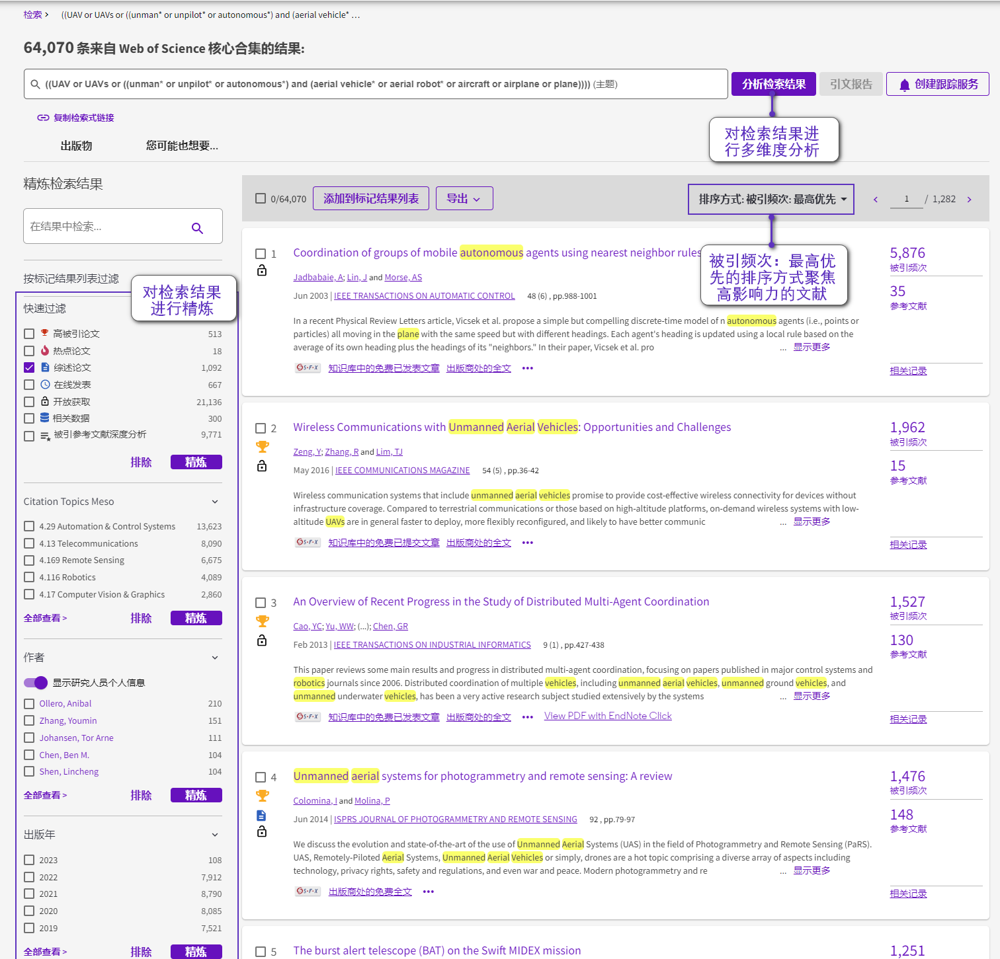 检索 › ((UAV or UAVs or ((unman* or unpilot* or autonomous*) and (aerial vehicle* …
64,070 条来自 Web of Science 核心合集的结果:
((UAV or UAVs or ((unman* or unpilot* or autonomous*) and (aerial vehicle* or aerial robot* or aircraft or airplane or plane)))) (主题)
分析检索结果
引文报告
创建跟踪服务
复制检索式链接
对检索结果进
行多维度分析
出版物
您可能也想要...
精炼检索结果
在结果中检索...
按标记结果列表过滤
对检索结果
进行精炼
快速过滤
高被引论文 513
热点论文 18
综述论文 1,092
在线发表 667
开放获取 21,136
相关数据 300
被引参考文献深度分析 9,771
排除 精炼
Citation Topics Meso
4.29 Automation & Control Systems 13,623
4.13 Telecommunications 8,090
4.169 Remote Sensing 6,675
4.116 Robotics 4,089
4.17 Computer Vision & Graphics 2,860
全部查看 > 排除 精炼
作者
显示研究人员个人信息
Ollero, Anibal 210
Zhang, Youmin 151
Johansen, Tor Arne 111
Chen, Ben M. 104
Shen, Lincheng 104
全部查看 > 排除 精炼
出版年
2023 108
2022 7,912
2021 8,790
2020 8,085
2019 7,521
全部查看 > 排除 精炼
0/64,070 添加到标记结果列表 导出 排序方式: 被引频次: 最高优先 ‹ 1 / 1,282 ›
被引频次：最高优
先的排序方式聚焦
高影响力的文献
1 Coordination of groups of mobile autonomous agents using nearest neighbor rules
Jadbabaie, A; Lin, J and Morse, AS
Jun 2003 | IEEE TRANSACTIONS ON AUTOMATIC CONTROL 48 (6) , pp.988-1001
In a recent Physical Review Letters article, Vicsek et al. propose a simple but compelling discrete-time model of n autonomous agents (i.e., points or
particles) all moving in the plane with the same speed but with different headings. Each agent's heading is updated using a local rule based on the
average of its own heading plus the headings of its "neighbors." In their paper, Vicsek et al. pro ... 显示更多
S·F·X 知识库中的免费已发表文章 出版商处的全文 •••
5,876
被引频次
35
参考文献
相关记录
2 Wireless Communications with Unmanned Aerial Vehicles: Opportunities and Challenges
Zeng, Y; Zhang, R and Lim, TJ
May 2016 | IEEE COMMUNICATIONS MAGAZINE 54 (5) , pp.36-42
Wireless communication systems that include unmanned aerial vehicles promise to provide cost-effective wireless connectivity for devices without
infrastructure coverage. Compared to terrestrial communications or those based on high-altitude platforms, on-demand wireless systems with low-
altitude UAVs are in general faster to deploy, more flexibly reconfigured, and likely to have better communic ... 显示更多
S·F·X 知识库中的免费已提交文章 出版商处的全文 •••
1,962
被引频次
15
参考文献
相关记录
3 An Overview of Recent Progress in the Study of Distributed Multi-Agent Coordination
Cao, YC; Yu, WW; (...); Chen, GR
Feb 2013 | IEEE TRANSACTIONS ON INDUSTRIAL INFORMATICS 9 (1) , pp.427-438
This paper reviews some main results and progress in distributed multi-agent coordination, focusing on papers published in major control systems and
robotics journals since 2006. Distributed coordination of multiple vehicles, including unmanned aerial vehicles, unmanned ground vehicles, and
unmanned underwater vehicles, has been a very active research subject studied extensively by the systems ... 显示更多
S·F·X 知识库中的免费已发表文章 出版商处的全文 ••• View PDF with EndNote Click
1,527
被引频次
130
参考文献
相关记录
4 Unmanned aerial systems for photogrammetry and remote sensing: A review
Colomina, I and Molina, P
Jun 2014 | ISPRS JOURNAL OF PHOTOGRAMMETRY AND REMOTE SENSING 92 , pp.79-97
We discuss the evolution and state-of-the-art of the use of Unmanned Aerial Systems (UAS) in the field of Photogrammetry and Remote Sensing (PaRS).
UAS, Remotely-Piloted Aerial Systems, Unmanned Aerial Vehicles or simply, drones are a hot topic comprising a diverse array of aspects including
technology, privacy rights, safety and regulations, and even war and peace. Modern photogrammetry and re ... 显示更多
S·F·X 出版商处的免费全文 •••
1,476
被引频次
148
参考文献
相关记录
5 The burst alert telescope (BAT) on the Swift MIDEX mission
1,251